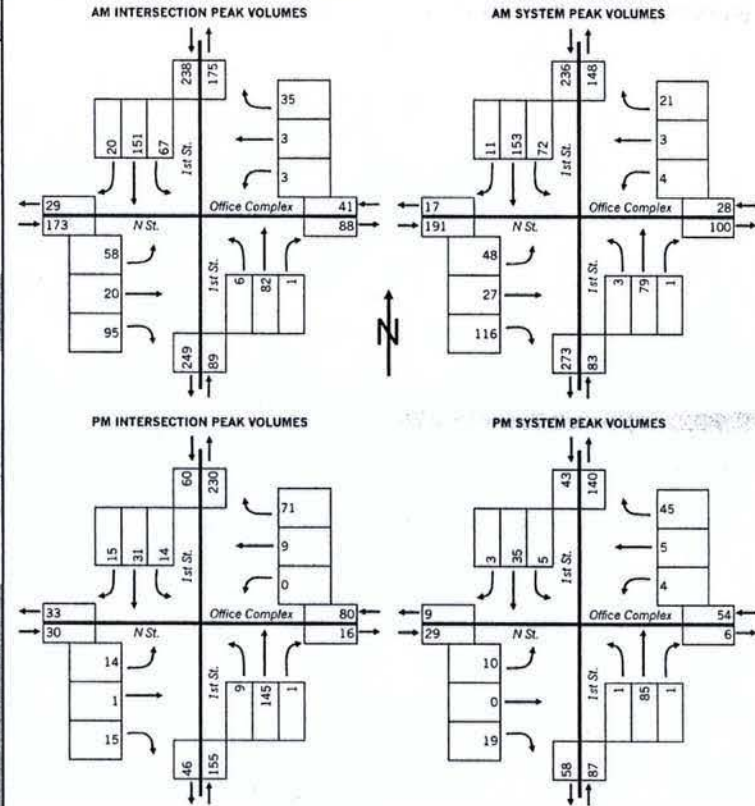 AM INTERSECTION PEAK VOLUMES
238 175
20 151 67
1st St.
35
3
3
29
173
N St.
Office Complex
41
88
58
20
95
1st St.
6 82 1
249 89
AM SYSTEM PEAK VOLUMES
236 148
11 153 72
1st St.
21
3
4
17
191
N St.
Office Complex
28
100
48
27
116
1st St.
3 79 1
273 83
N
PM INTERSECTION PEAK VOLUMES
60 230
15 31 14
1st St.
71
9
0
33
30
N St.
Office Complex
80
16
14
1
15
1st St.
9 145 1
46 155
PM SYSTEM PEAK VOLUMES
43 140
3 35 5
1st St.
45
5
4
9
29
N St.
Office Complex
54
6
10
0
19
1st St.
1 85 1
58 87